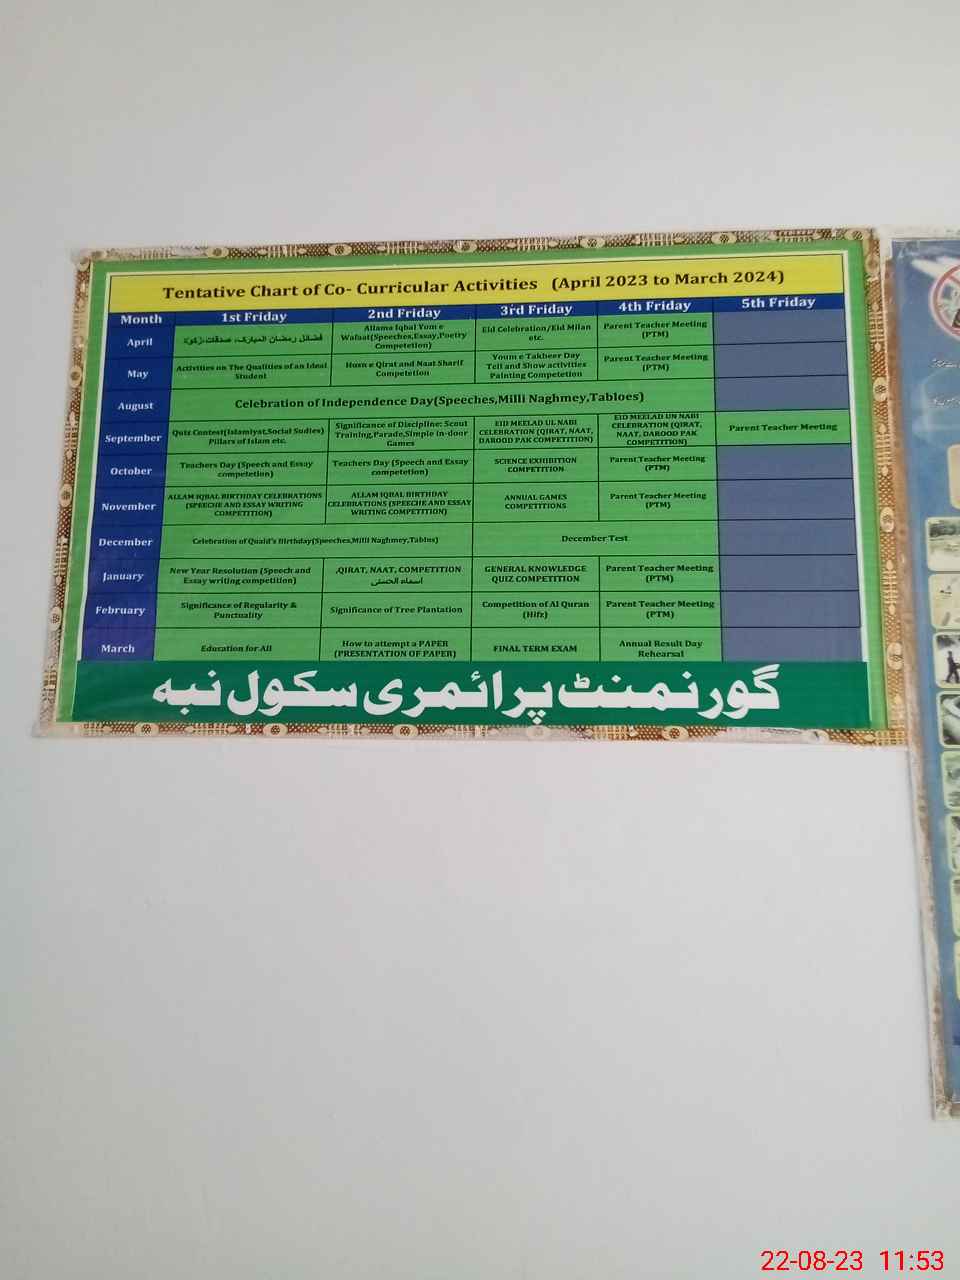 Tentative Chart of Co- Curricular Activities (April 2023 to March 2024)
Month 1st Friday 2nd Friday 3rd Friday 4th Friday 5th Friday
April
فضائل رمضان المبارک، صدقات،زکوٰۃ
Allama Iqbal Yom e
Wafaat(Speeches,Essay,Poetry
Competetion)
Eid Celebration/Eid Milan
etc.
Parent Teacher Meeting
(PTM)
May
Activities on The Qualities of an Ideal
Student
Husn e Qirat and Naat Sharif
Competetion
Youm e Takbeer Day
Tell and Show activities
Painting Competetion
Parent Teacher Meeting
(PTM)
August
Celebration of Independence Day(Speeches,Milli Naghmey,Tabloes)
September
Quiz Contest(Islamiyat,Social Sudies)
Pillars of Islam etc.
Significance of Discipline: Scout
Training,Parade,Simple in-door
Games
EID MEELAD UL NABI
CELEBRATION (QIRAT, NAAT,
DAROOD PAK COMPETITION)
EID MEELAD UN NABI
CELEBRATION (QIRAT,
NAAT, DAROOD PAK
COMPETITION)
Parent Teacher Meeting
October
Teachers Day (Speech and Essay
competition)
Teachers Day (Speech and Essay
competetion)
SCIENCE EXHIBITION
COMPETITION
Parent Teacher Meeting
(PTM)
November
ALLAM IQBAL BIRTHDAY CELEBRATIONS
(SPEECHE AND ESSAY WRITING
COMPETITION)
ALLAM IQBAL BIRTHDAY
CELEBRATIONS (SPEECHE AND ESSAY
WRITING COMPETITION)
ANNUAL GAMES
COMPETITIONS
Parent Teacher Meeting
(PTM)
December
Celebration of Quaid's Birthday(Speeches,Milli Naghmey,Tablos)
December Test
January
New Year Resolution (Speech and
Essay writing competition)
,QIRAT, NAAT, COMPETITION
اسماء الحسنٰی
GENERAL KNOWLEDGE
QUIZ COMPETITION
Parent Teacher Meeting
(PTM)
February
Significance of Regularity &
Punctuality
Significance of Tree Plantation
Competition of Al Quran
(Hifz)
Parent Teacher Meeting
(PTM)
March
Education for All
How to attempt a PAPER
(PRESENTATION OF PAPER)
FINAL TERM EXAM
Annual Result Day
Rehearsal
گورنمنٹ پرائمری سکول نبہ
22-08-23 11:53